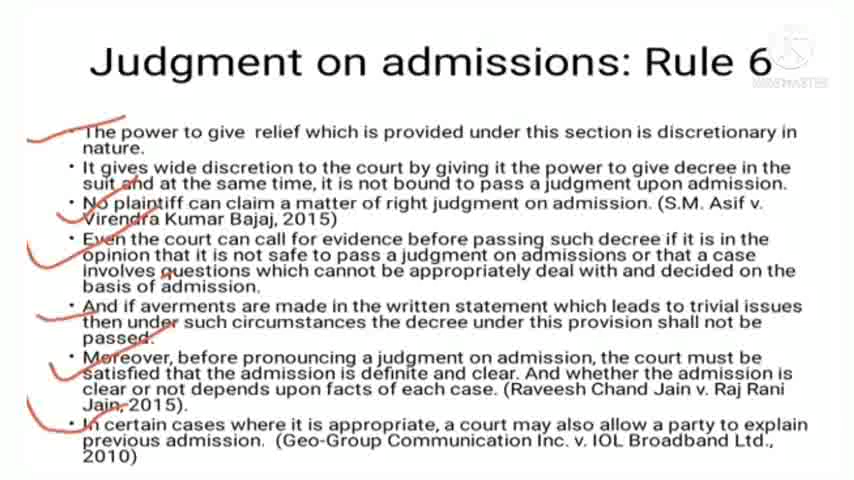 Judgment on admissions: Rule 6
• The power to give relief which is provided under this section is discretionary in
nature.
• It gives wide discretion to the court by giving it the power to give decree in the
suit and at the same time, it is not bound to pass a judgment upon admission.
• No plaintiff can claim a matter of right judgment on admission. (S.M. Asif v.
Virendra Kumar Bajaj, 2015)
• Even the court can call for evidence before passing such decree if it is in the
opinion that it is not safe to pass a judgment on admissions or that a case
involves questions which cannot be appropriately deal with and decided on the
basis of admission.
• And if averments are made in the written statement which leads to trivial issues
then under such circumstances the decree under this provision shall not be
passed.
• Moreover, before pronouncing a judgment on admission, the court must be
satisfied that the admission is definite and clear. And whether the admission is
clear or not depends upon facts of each case. (Raveesh Chand Jain v. Raj Rani
Jain, 2015).
• In certain cases where it is appropriate, a court may also allow a party to explain
previous admission. (Geo-Group Communication Inc. v. IOL Broadband Ltd.,
2010)